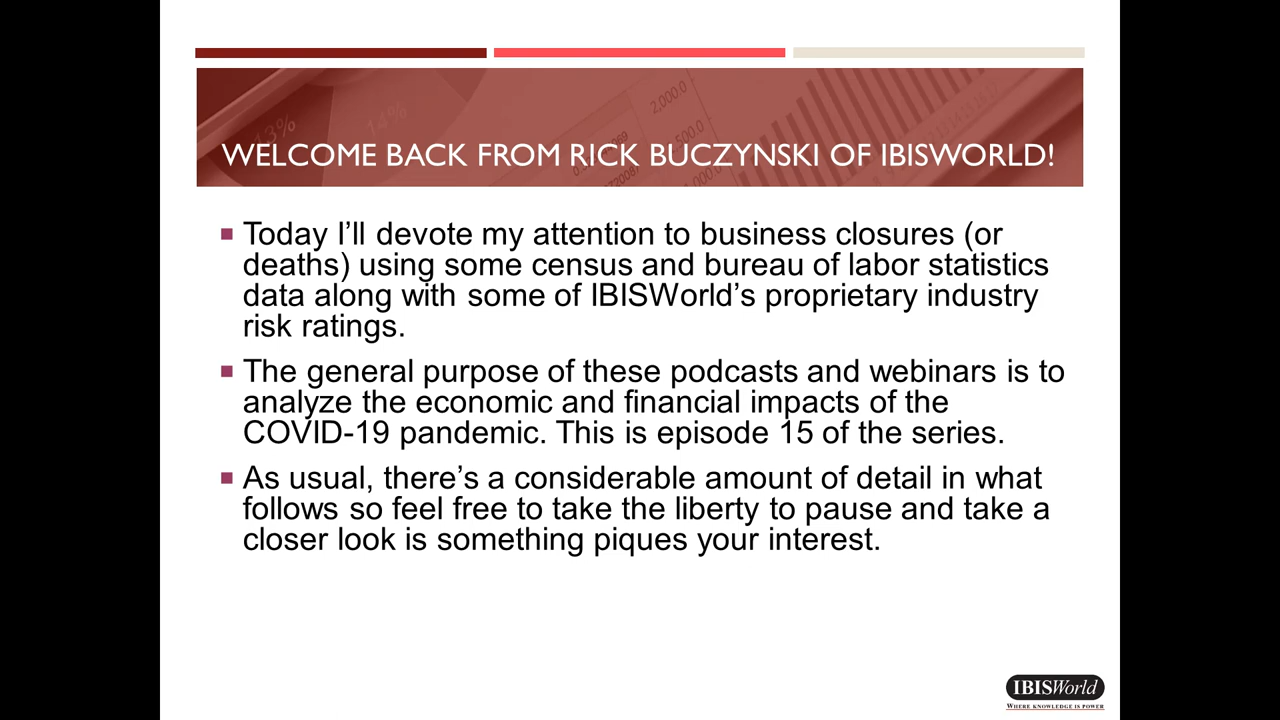 13%
14%
2,000.0
WELCOME BACK FROM RICK BUCZYNSKI OF IBISWORLD!
Today I’ll devote my attention to business closures (or
deaths) using some census and bureau of labor statistics
data along with some of IBISWorld’s proprietary industry
risk ratings.
The general purpose of these podcasts and webinars is to
analyze the economic and financial impacts of the
COVID-19 pandemic. This is episode 15 of the series.
As usual, there’s a considerable amount of detail in what
follows so feel free to take the liberty to pause and take a
closer look is something piques your interest.
IBISWorld
WHERE KNOWLEDGE IS POWER